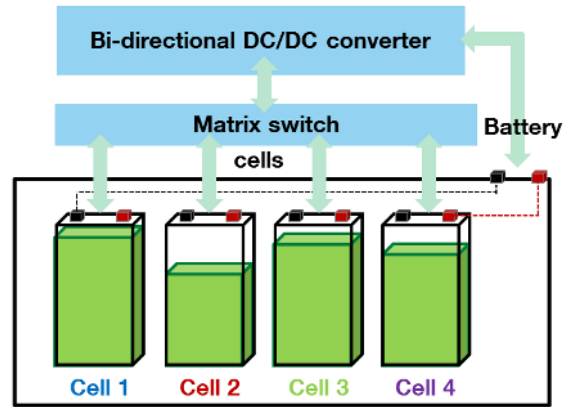 Bi-directional DC/DC converter
Matrix switch
Battery
cells
Cell 1
Cell 2
Cell 3
Cell 4